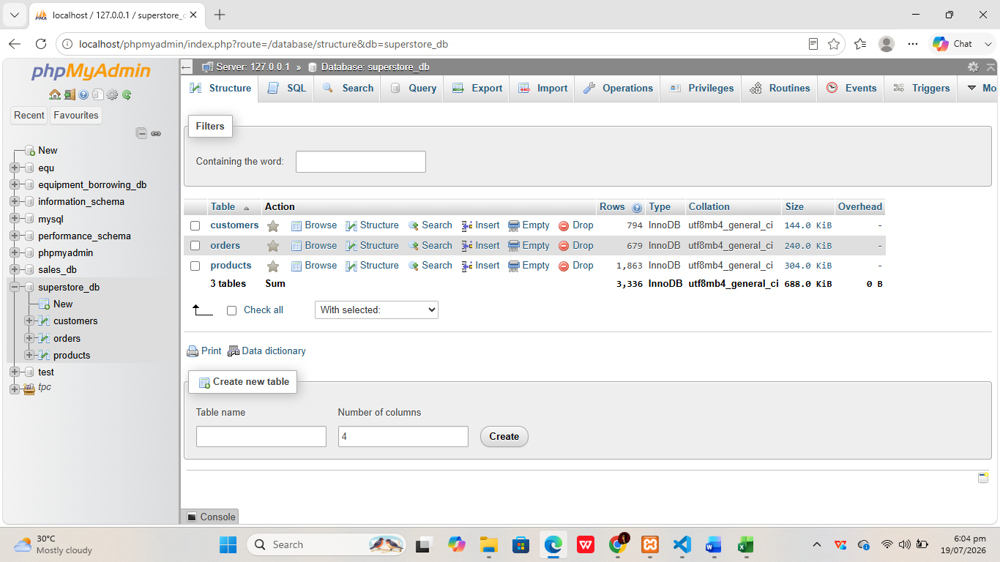 localhost / 127.0.0.1 / superstore_d
localhost/phpmyadmin/index.php?route=/database/structure&db=superstore_db
Chat
phpMyAdmin
Recent
Favourites
New
equ
equipment_borrowing_db
information_schema
mysql
performance_schema
phpmyadmin
sales_db
superstore_db
New
customers
orders
products
test
tpc
Server: 127.0.0.1 » Database: superstore_db
Structure SQL Search Query Export Import Operations Privileges Routines Events Triggers Mo
Filters
Containing the word:
Table Action Rows Type Collation Size Overhead
customers Browse Structure Search Insert Empty Drop 794 InnoDB utf8mb4_general_ci 144.0 KiB -
orders Browse Structure Search Insert Empty Drop 679 InnoDB utf8mb4_general_ci 240.0 KiB -
products Browse Structure Search Insert Empty Drop 1,863 InnoDB utf8mb4_general_ci 304.0 KiB -
3 tables Sum 3,336 InnoDB utf8mb4_general_ci 688.0 KiB 0 B
Check all With selected:
Print Data dictionary
Create new table
Table name Number of columns
4 Create
Console
30°C
Mostly cloudy
Search
6:04 pm
19/07/2026